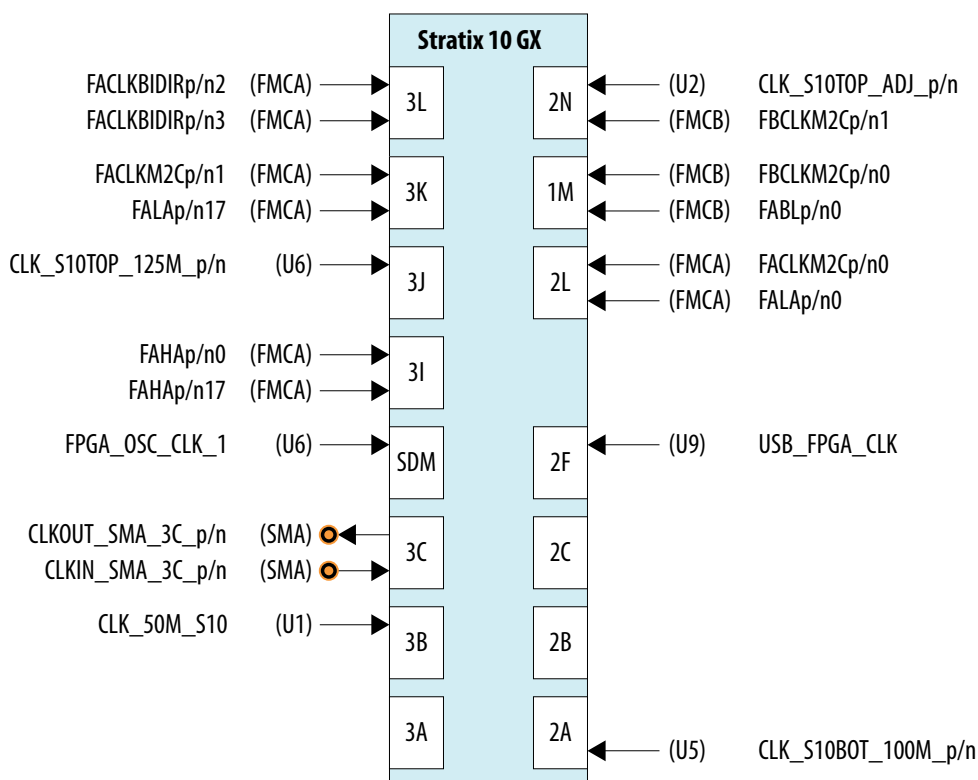 Stratix 10 GX
FACLKBIDIRp/n2 (FMCA) 3L 2N (U2) CLK_S10TOP_ADJ_p/n
FACLKBIDIRp/n3 (FMCA) (FMCB) FBCLKM2Cp/n1
FACLKM2Cp/n1 (FMCA) 3K 1M (FMCB) FBCLKM2Cp/n0
FALAp/n17 (FMCA) (FMCB) FABLp/n0
CLK_S10TOP_125M_p/n (U6) 3J 2L (FMCA) FACLKM2Cp/n0
(FMCA) FALAp/n0
FAHAp/n0 (FMCA) 3I
FAHAp/n17 (FMCA)
FPGA_OSC_CLK_1 (U6) SDM 2F (U9) USB_FPGA_CLK
CLKOUT_SMA_3C_p/n (SMA) 3C 2C
CLKIN_SMA_3C_p/n (SMA)
CLK_50M_S10 (U1) 3B 2B
3A 2A (U5) CLK_S10BOT_100M_p/n